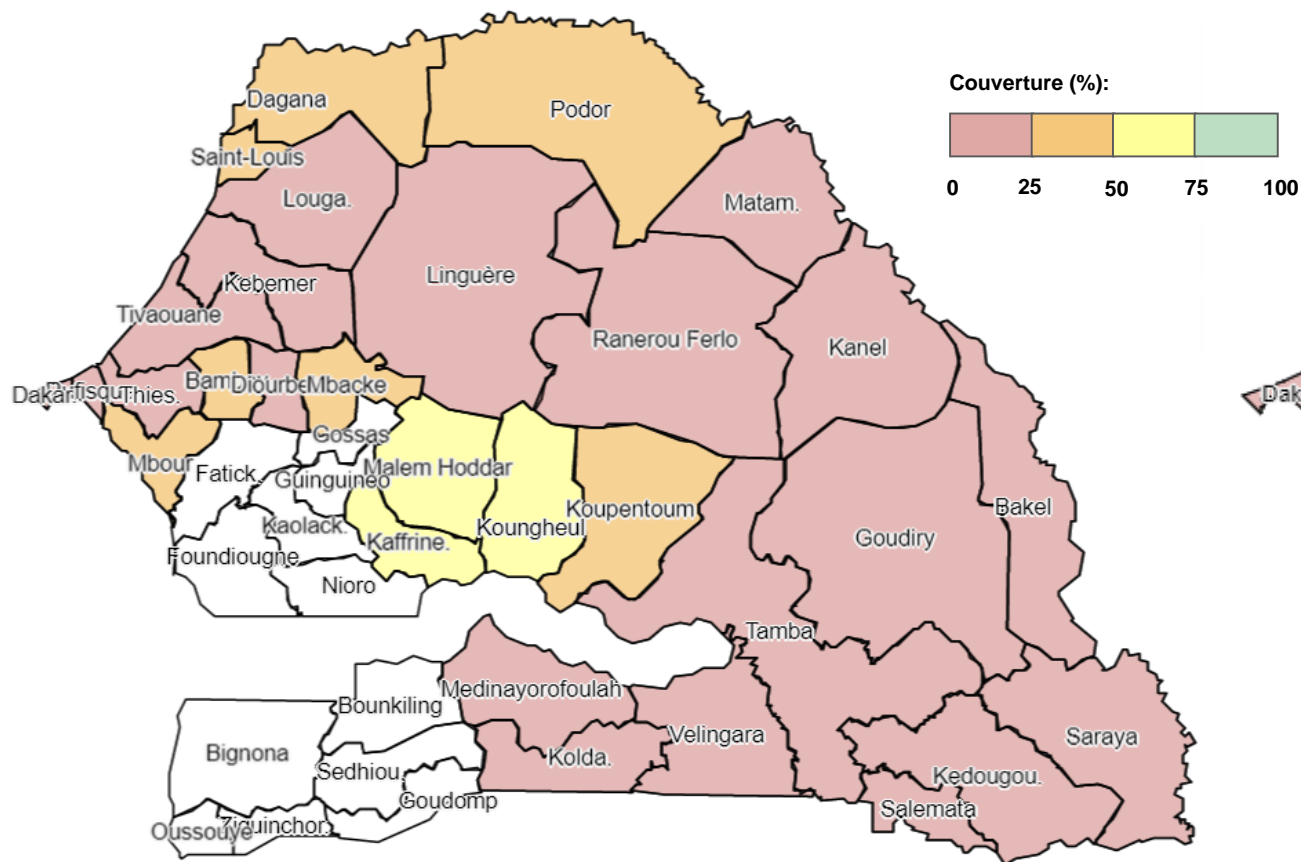 Couverture (%):
0 25 50 75 100
Dagana
Podor
Saint-Louis
Louga.
Matam.
Linguère
Kebemer
Tivaouane
Ranerou Ferlo
Kanel
Dakar.
Thies.
Mbacke
Dak
Gossas
Mbour
Fatick.
Guinguineo
Malem Hoddar
Koungheul
Koupentoum
Bakel
Kaolack.
Kaffrine.
Goudiry
Foundiougne
Nioro
Tamba
Medinayorofoulah
Bounkiling
Velingara
Saraya
Bignona
Sedhiou.
Kolda.
Kedougou.
Goudomp
Salemata
Oussouye
Ziguinchor.